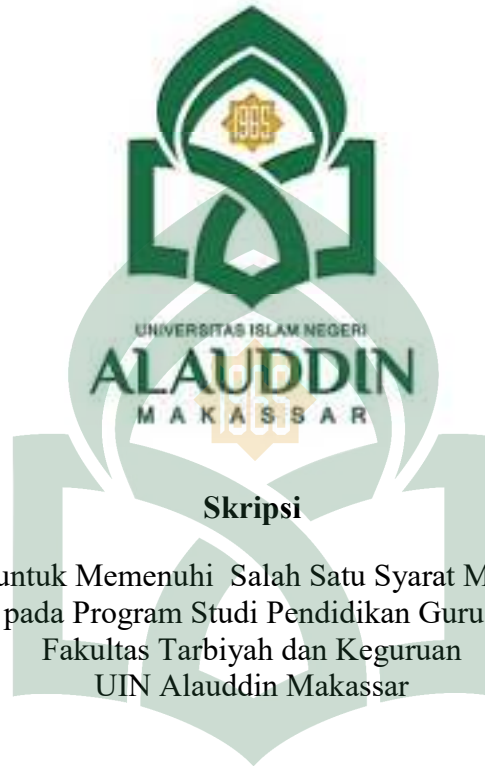 1965
UNIVERSITAS ISLAM NEGERI
ALAUDDIN
MAKASSAR
1965
Skripsi
untuk Memenuhi Salah Satu Syarat M
pada Program Studi Pendidikan Guru
Fakultas Tarbiyah dan Keguruan
UIN Alauddin Makassar